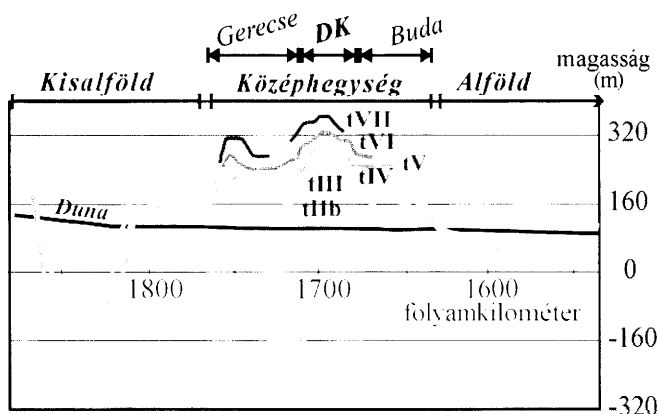 Gerecse DK Buda
magasság
(m)
Kisalföld Középhegység Alföld
tVII
320
tVI
tV
tIV
tIII
160
tIIb
Duna
0
1800 1700 1600
folyamkilométer
-160
-320